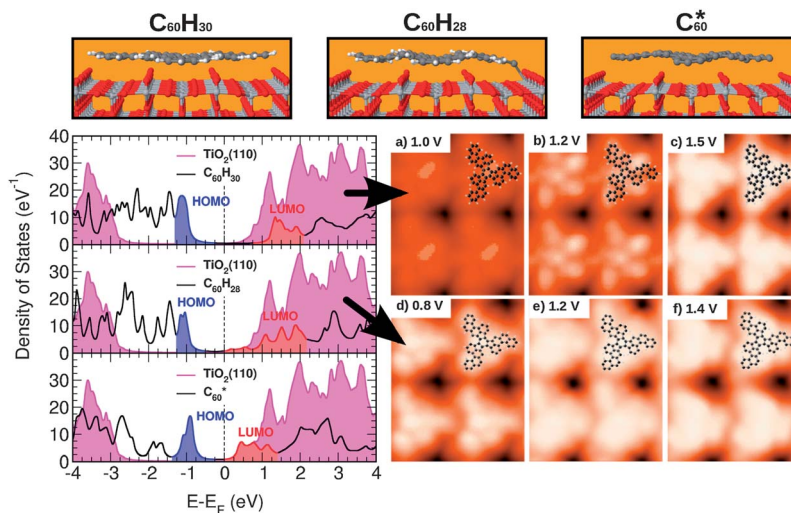 C60H30
C60H28
C60*
40
30
20
10
0
TiO2(110)
C60H30
HOMO
LUMO
30
20
10
0
TiO2(110)
C60H28
HOMO
LUMO
30
20
10
0
TiO2(110)
C60*
HOMO
LUMO
-4 -3 -2 -1 0 1 2 3 4
E-EF (eV)
Density of States (eV-1)
a) 1.0 V
b) 1.2 V
c) 1.5 V
d) 0.8 V
e) 1.2 V
f) 1.4 V